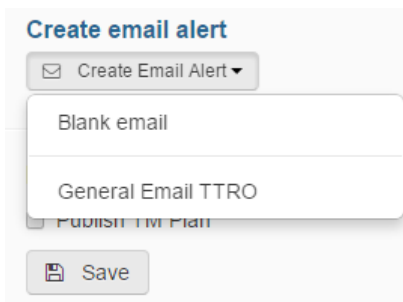 Create email alert
Create Email Alert
Blank email
General Email TTRO
Publish TM Plan
Save